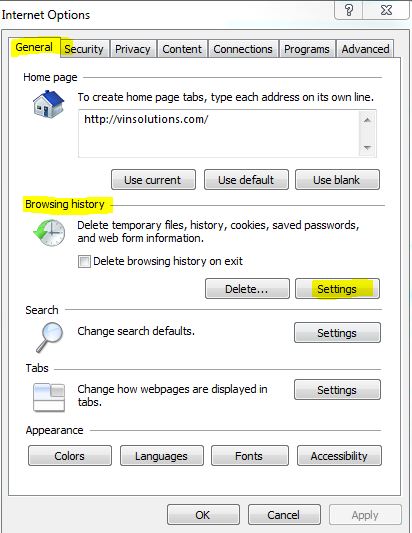 Internet Options
?
General Security Privacy Content Connections Programs Advanced
Home page
To create home page tabs, type each address on its own line.
http://vinsolutions.com/
Use current Use default Use blank
Browsing history
Delete temporary files, history, cookies, saved passwords,
and web form information.
Delete browsing history on exit
Delete... Settings
Search
Change search defaults. Settings
Tabs
Change how webpages are displayed in Settings
tabs.
Appearance
Colors Languages Fonts Accessibility
OK Cancel Apply